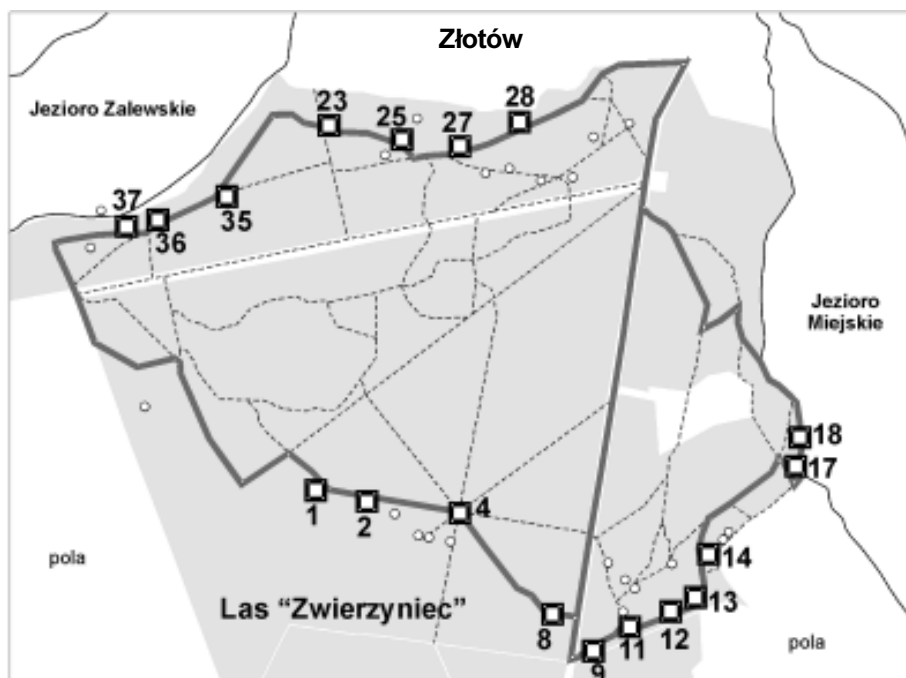 Złotów
Jezioro Zalewskie
23
25
27
28
37
36
35
Jezioro
Miejskie
18
17
1
2
4
14
pola
Las “Zwierzyniec”
8
13
12
11
9
pola